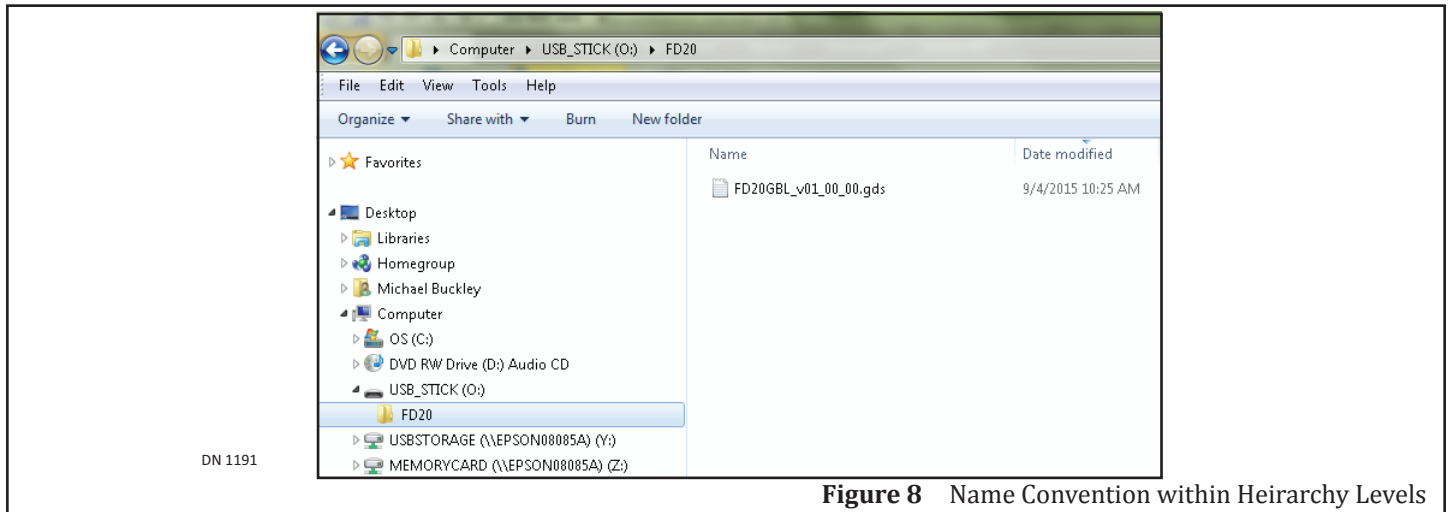 Computer ▸ USB_STICK (O:) ▸ FD20
File Edit View Tools Help
Organize ▾ Share with ▾ Burn New folder
Name Date modified
FD20GBL_v01_00_00.gds 9/4/2015 10:25 AM
Favorites
Desktop
Libraries
Homegroup
Michael Buckley
Computer
OS (C:)
DVD RW Drive (D:) Audio CD
USB_STICK (O:)
FD20
USBSTORAGE (\\EPSON08085A) (Y:)
MEMORYCARD (\\EPSON08085A) (Z:)
DN 1191
Figure 8 Name Convention within Heirarchy Levels